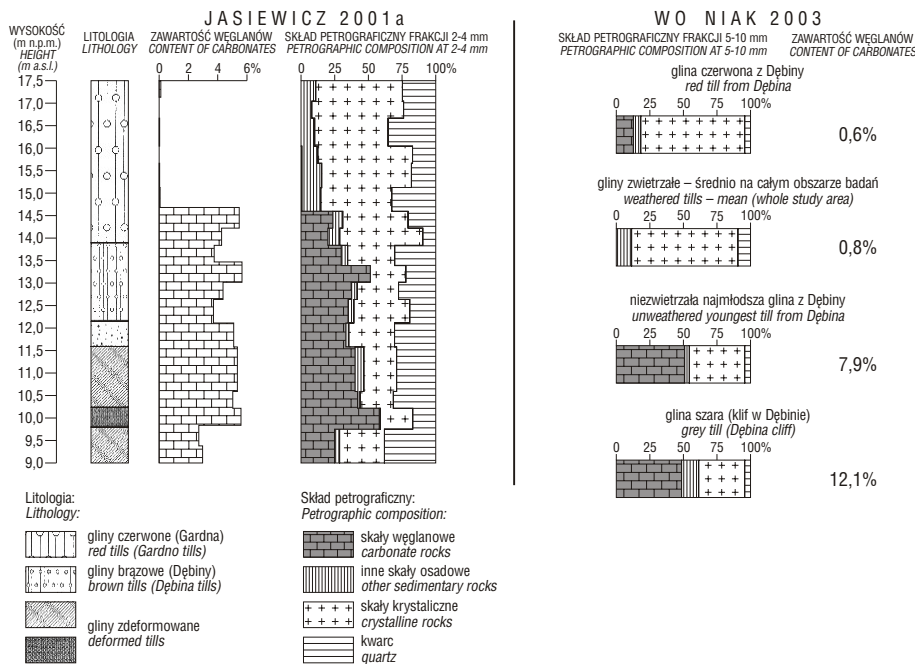 JASIEWICZ 2001a
WYSOKOŚĆ
(m n.p.m.)
HEIGHT
(m a.s.l.)
LITOLOGIA
LITHOLOGY
ZAWARTOŚĆ WĘGLANÓW
CONTENT OF CARBONATES
SKŁAD PETROGRAFICZNY FRAKCJI 2-4 mm
PETROGRAPHIC COMPOSITION AT 2-4 mm
0 2 4 6%
0 25 50 75 100%
17,5
17,0
16,5
16,0
15,5
15,0
14,5
14,0
13,5
13,0
12,5
12,0
11,5
11,0
10,5
10,0
9,5
9,0
Litologia:
Lithology:
gliny czerwone (Gardna)
red tills (Gardno tills)
gliny brązowe (Dębiny)
brown tills (Dębina tills)
gliny zdeformowane
deformed tills
Skład petrograficzny:
Petrographic composition:
skały węglanowe
carbonate rocks
inne skały osadowe
other sedimentary rocks
skały krystaliczne
crystalline rocks
kwarc
quartz
WO NIAK 2003
SKŁAD PETROGRAFICZNY FRAKCJI 5-10 mm
PETROGRAPHIC COMPOSITION AT 5-10 mm
ZAWARTOŚĆ WĘGLANÓW
CONTENT OF CARBONATES
glina czerwona z Dębiny
red till from Dębina
0 25 50 75 100%
0,6%
gliny zwietrzałe – średnio na całym obszarze badań
weathered tills – mean (whole study area)
0 25 50 75 100%
0,8%
niezwietrzała najmłodsza glina z Dębiny
unweathered youngest till from Dębina
0 25 50 75 100%
7,9%
glina szara (klif w Dębinie)
grey till (Dębina cliff)
0 25 50 75 100%
12,1%